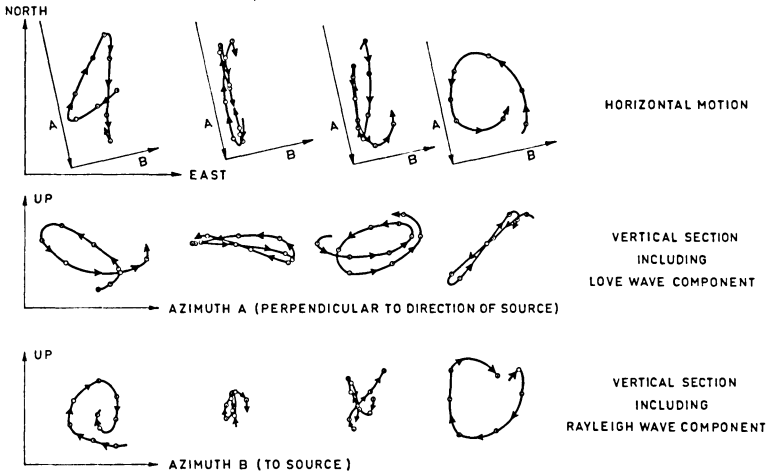 NORTH
A
B
A
B
A
B
A
B
EAST
HORIZONTAL MOTION
UP
AZIMUTH A (PERPENDICULAR TO DIRECTION OF SOURCE)
VERTICAL SECTION
INCLUDING
LOVE WAVE COMPONENT
UP
AZIMUTH B (TO SOURCE)
VERTICAL SECTION
INCLUDING
RAYLEIGH WAVE COMPONENT